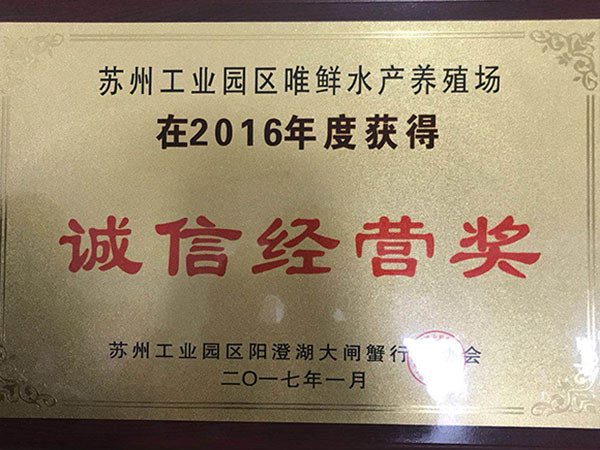 苏州工业园区唯鲜水产养殖场
在2016年度获得
诚信经营奖
苏州工业园区阳澄湖大闸蟹行 会
二〇一七年一月